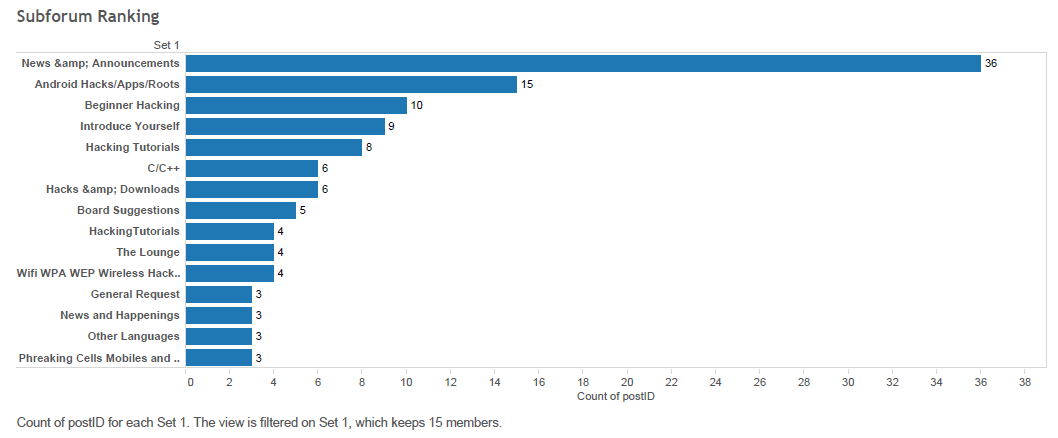 Subforum Ranking
Set 1
News &amp; Announcements 36
Android Hacks/Apps/Roots 15
Beginner Hacking 10
Introduce Yourself 9
Hacking Tutorials 8
C/C++ 6
Hacks &amp; Downloads 6
Board Suggestions 5
HackingTutorials 4
The Lounge 4
Wifi WPA WEP Wireless Hack.. 4
General Request 3
News and Happenings 3
Other Languages 3
Phreaking Cells Mobiles and .. 3
0 2 4 6 8 10 12 14 16 18 20 22 24 26 28 30 32 34 36 38
Count of postID
Count of postID for each Set 1. The view is filtered on Set 1, which keeps 15 members.